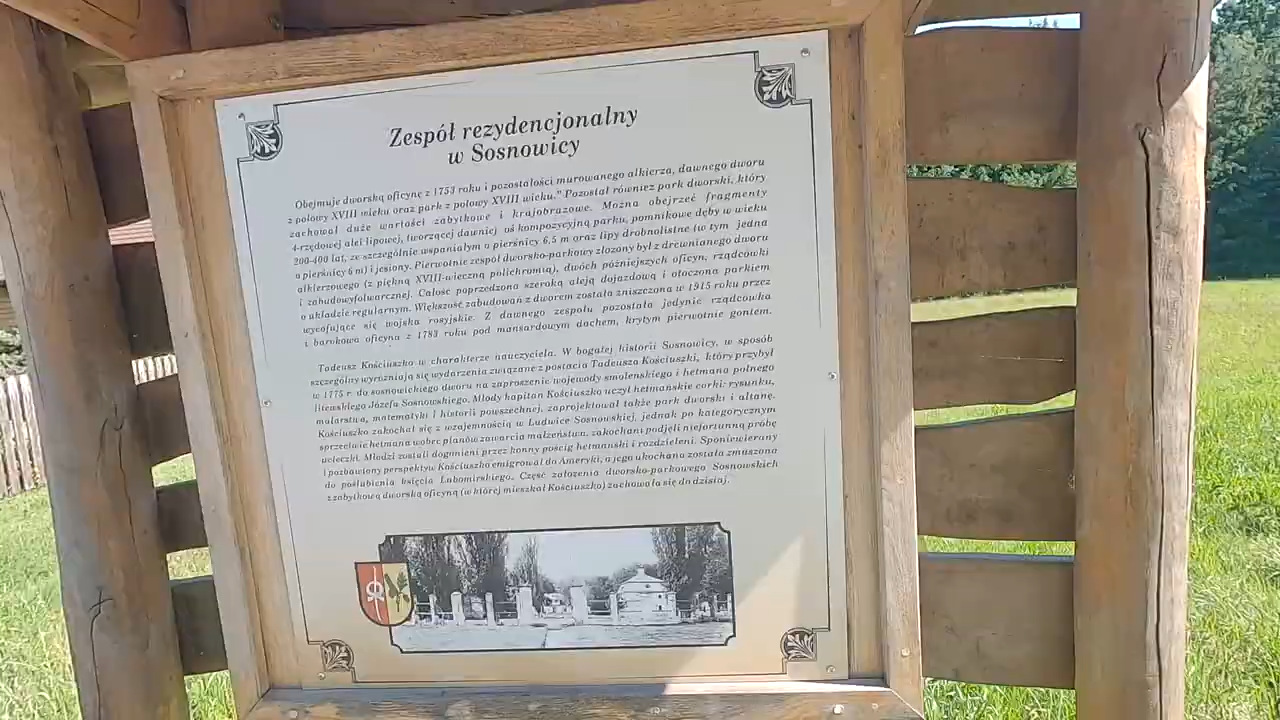 Zespół rezydencjonalny
w Sosnowicy
Obejmuje dworską oficynę z 1753 roku i pozostałości murowanego alkierza, dawnego dworu
z połowy XVIII wieku oraz park z połowy XVIII wieku." Pozostał również park dworski, który
zachował duże wartości zabytkowe i krajobrazowe. Można obejrzeć fragmenty
4-rzędowej alei lipowej, tworzącej dawniej oś kompozycyjną parku, pomnikowe dęby w wieku
200-400 lat, ze szczególnie wspaniałym o pierśnicy 6,5 m oraz lipy drobnolistne (w tym jedna
o pierśnicy 6 m) i jesiony. Pierwotnie zespół dworsko-parkowy złożony był z drewnianego dworu
alkierzowego (z piękną XVIII-wieczną polichromią), dwóch późniejszych oficyn, rządcówki
i zabudowy folwarcznej. Całość poprzedzona szeroką aleją dojazdową i otoczona parkiem
o układzie regularnym. Większość zabudowań z dworem została zniszczona w 1915 roku przez
wycofujące się wojska rosyjskie. Z dawnego zespołu pozostała jedynie rządcówka
i barokowa oficyna z 1783 roku pod mansardowym dachem, krytym pierwotnie gontem.
Tadeusz Kościuszko w charakterze nauczyciela. W bogatej historii Sosnowicy, w sposób
szczególny wyróżniają się wydarzenia związane z postacią Tadeusza Kościuszki, który przybył
w 1775 r. do sosnowickiego dworu na zaproszenie wojewody smoleńskiego i hetmana polnego
litewskiego Józefa Sosnowskiego. Młody kapitan Kościuszko uczył hetmańskie córki: rysunku,
malarstwa, matematyki i historii powszechnej, zaprojektował także park dworski i altanę.
Kościuszko zakochał się z wzajemnością w Ludwice Sosnowskiej, jednak po kategorycznym
sprzeciwie hetmana wobec planów zawarcia małżeństwa, zakochani podjęli niefortunną próbę
ucieczki. Młodzi zostali dogonieni przez konny pościg hetmański i rozdzieleni. Sponiewierany
i pozbawiony perspektyw Kościuszko emigrował do Ameryki, a jego ukochana została zmuszona
do poślubienia księcia Lubomirskiego. Część założenia dworsko-parkowego Sosnowskich
z zabytkową dworską oficyną (w której mieszkał Kościuszko) zachowała się do dzisiaj.